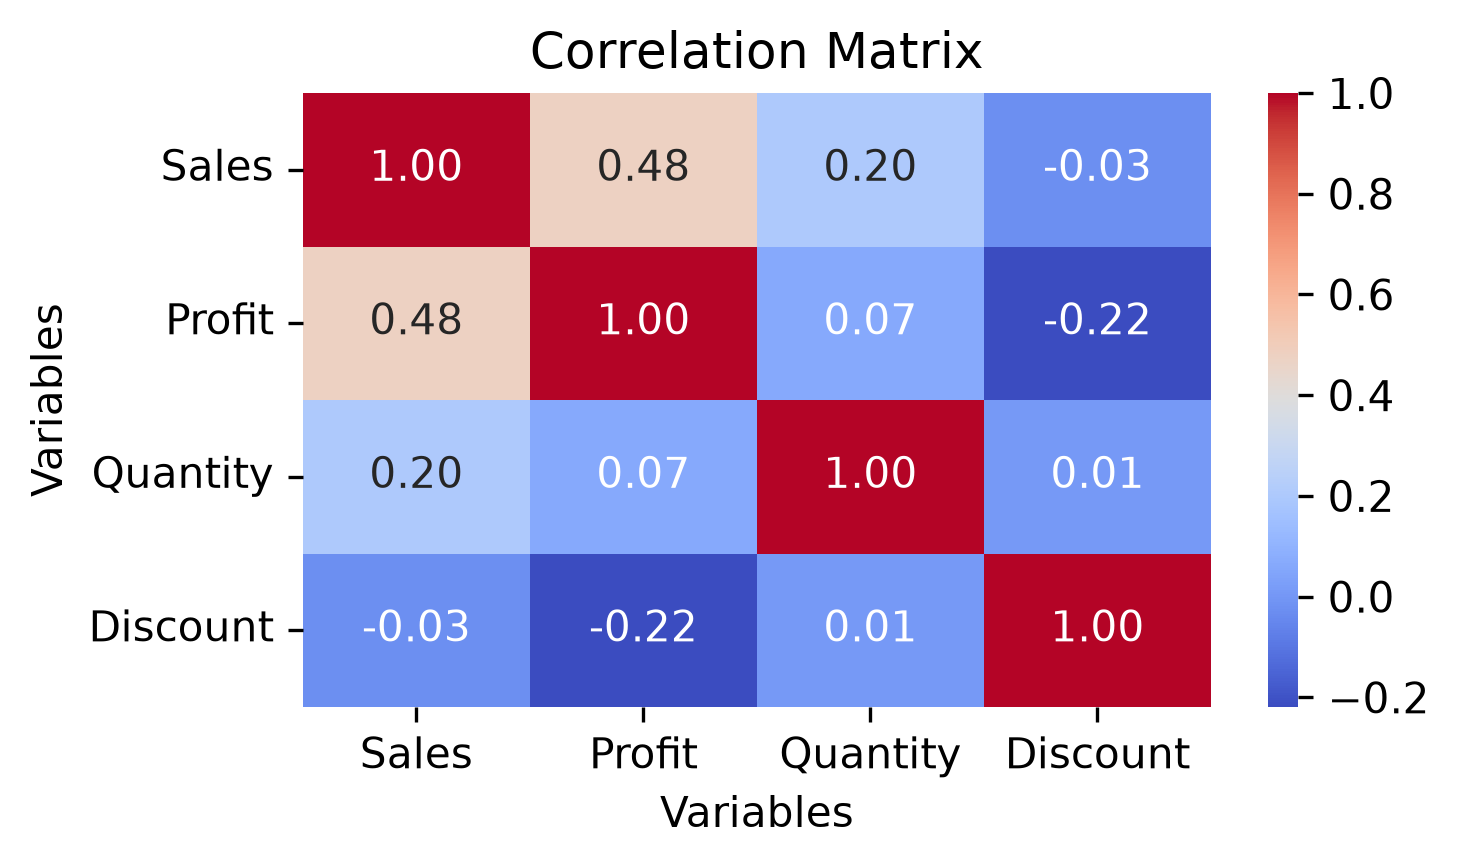 Correlation Matrix
Variables
Sales 1.00 0.48 0.20 -0.03
Profit 0.48 1.00 0.07 -0.22
Quantity 0.20 0.07 1.00 0.01
Discount -0.03 -0.22 0.01 1.00
Sales Profit Quantity Discount
Variables
1.0
0.8
0.6
0.4
0.2
0.0
−0.2